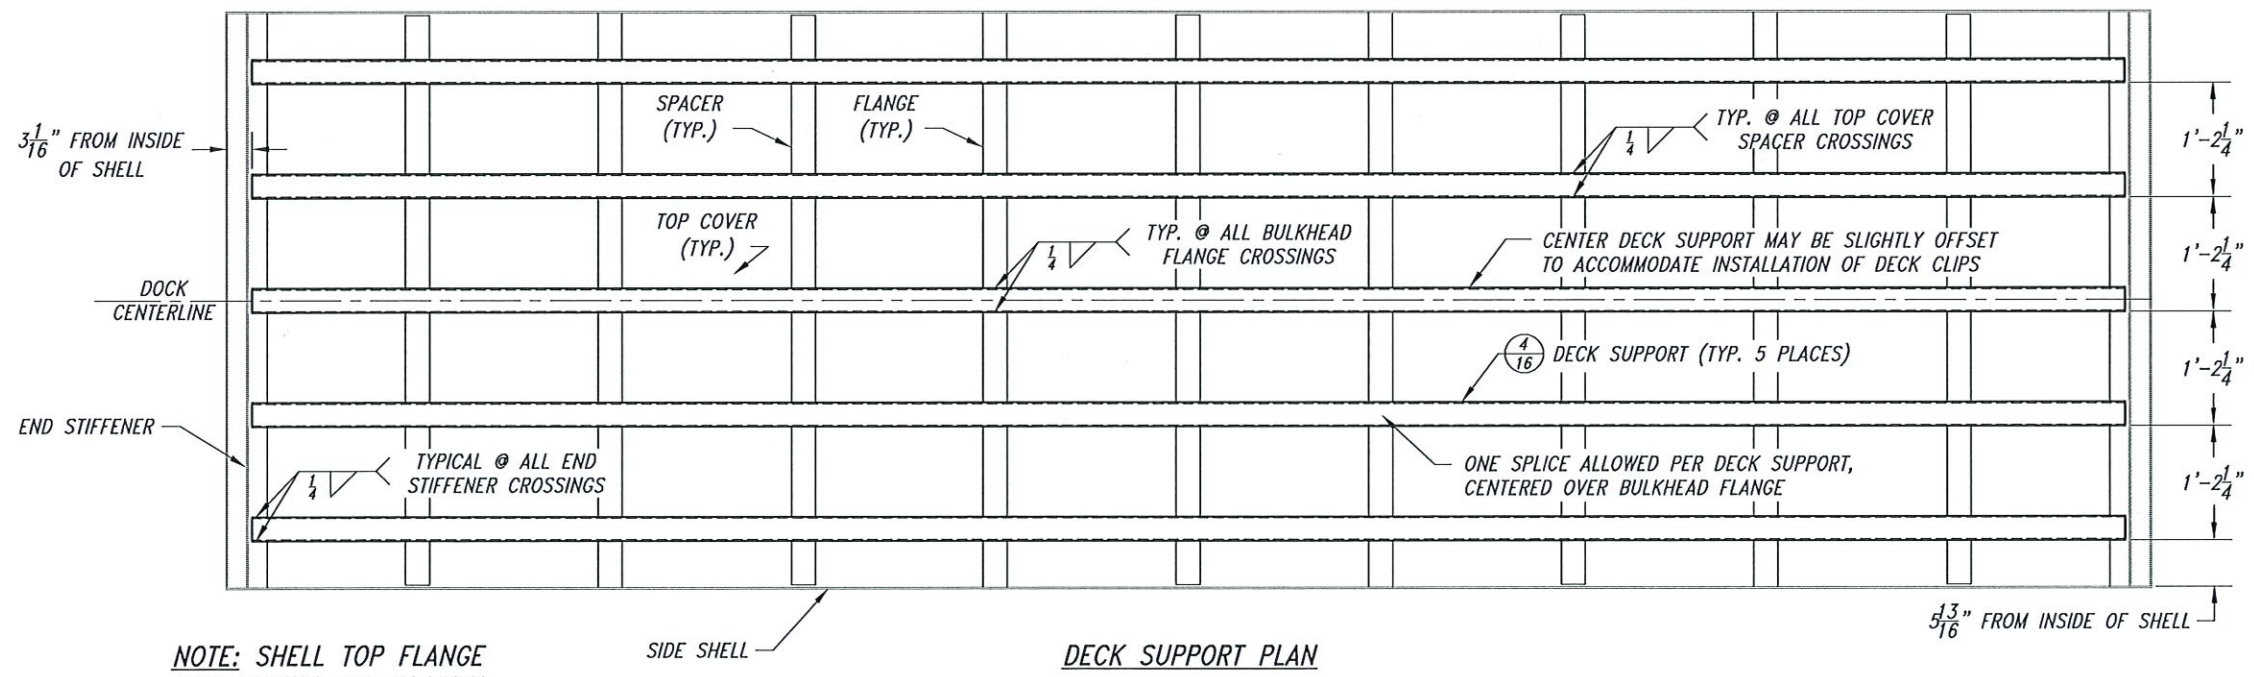 SPACER
(TYP.)
FLANGE
(TYP.)
TYP. @ ALL TOP COVER
SPACER CROSSINGS
1/4
3 1/16" FROM INSIDE
OF SHELL
1'-2 1/4"
TOP COVER
(TYP.)
TYP. @ ALL BULKHEAD
FLANGE CROSSINGS
1/4
CENTER DECK SUPPORT MAY BE SLIGHTLY OFFSET
TO ACCOMMODATE INSTALLATION OF DECK CLIPS
1'-2 1/4"
DOCK
CENTERLINE
4
16
DECK SUPPORT (TYP. 5 PLACES)
1'-2 1/4"
END STIFFENER
TYPICAL @ ALL END
STIFFENER CROSSINGS
1/4
ONE SPLICE ALLOWED PER DECK SUPPORT,
CENTERED OVER BULKHEAD FLANGE
1'-2 1/4"
5 13/16" FROM INSIDE OF SHELL
SIDE SHELL
NOTE: SHELL TOP FLANGE
DECK SUPPORT PLAN